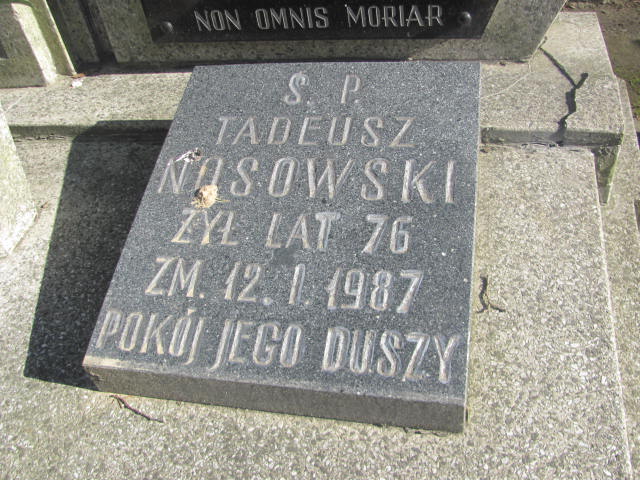 NON OMNIS MORIAR
Ś. P.
TADEUSZ
NOSOWSKI
ŻYŁ LAT 76
ZM. 12. I. 1987
POKÓJ JEGO DUSZY